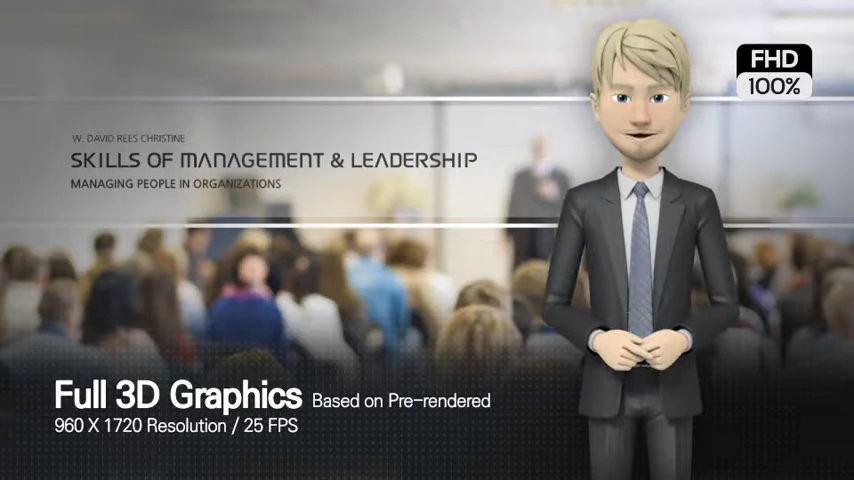 FHD
100%
W. DAVID REES CHRISTINE
SKILLS OF MANAGEMENT & LEADERSHIP
MANAGING PEOPLE IN ORGANIZATIONS
Full 3D Graphics Based on Pre-rendered
960 X 1720 Resolution / 25 FPS